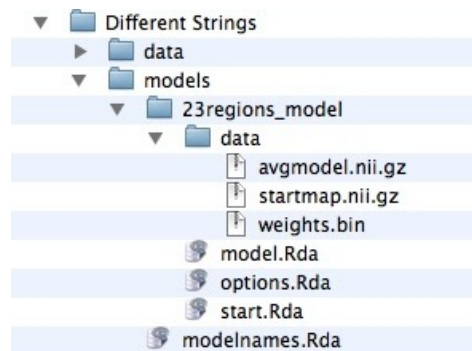 Different Strings
data
models
23regions_model
data
avgmodel.nii.gz
startmap.nii.gz
weights.bin
model.Rda
options.Rda
start.Rda
modelnames.Rda